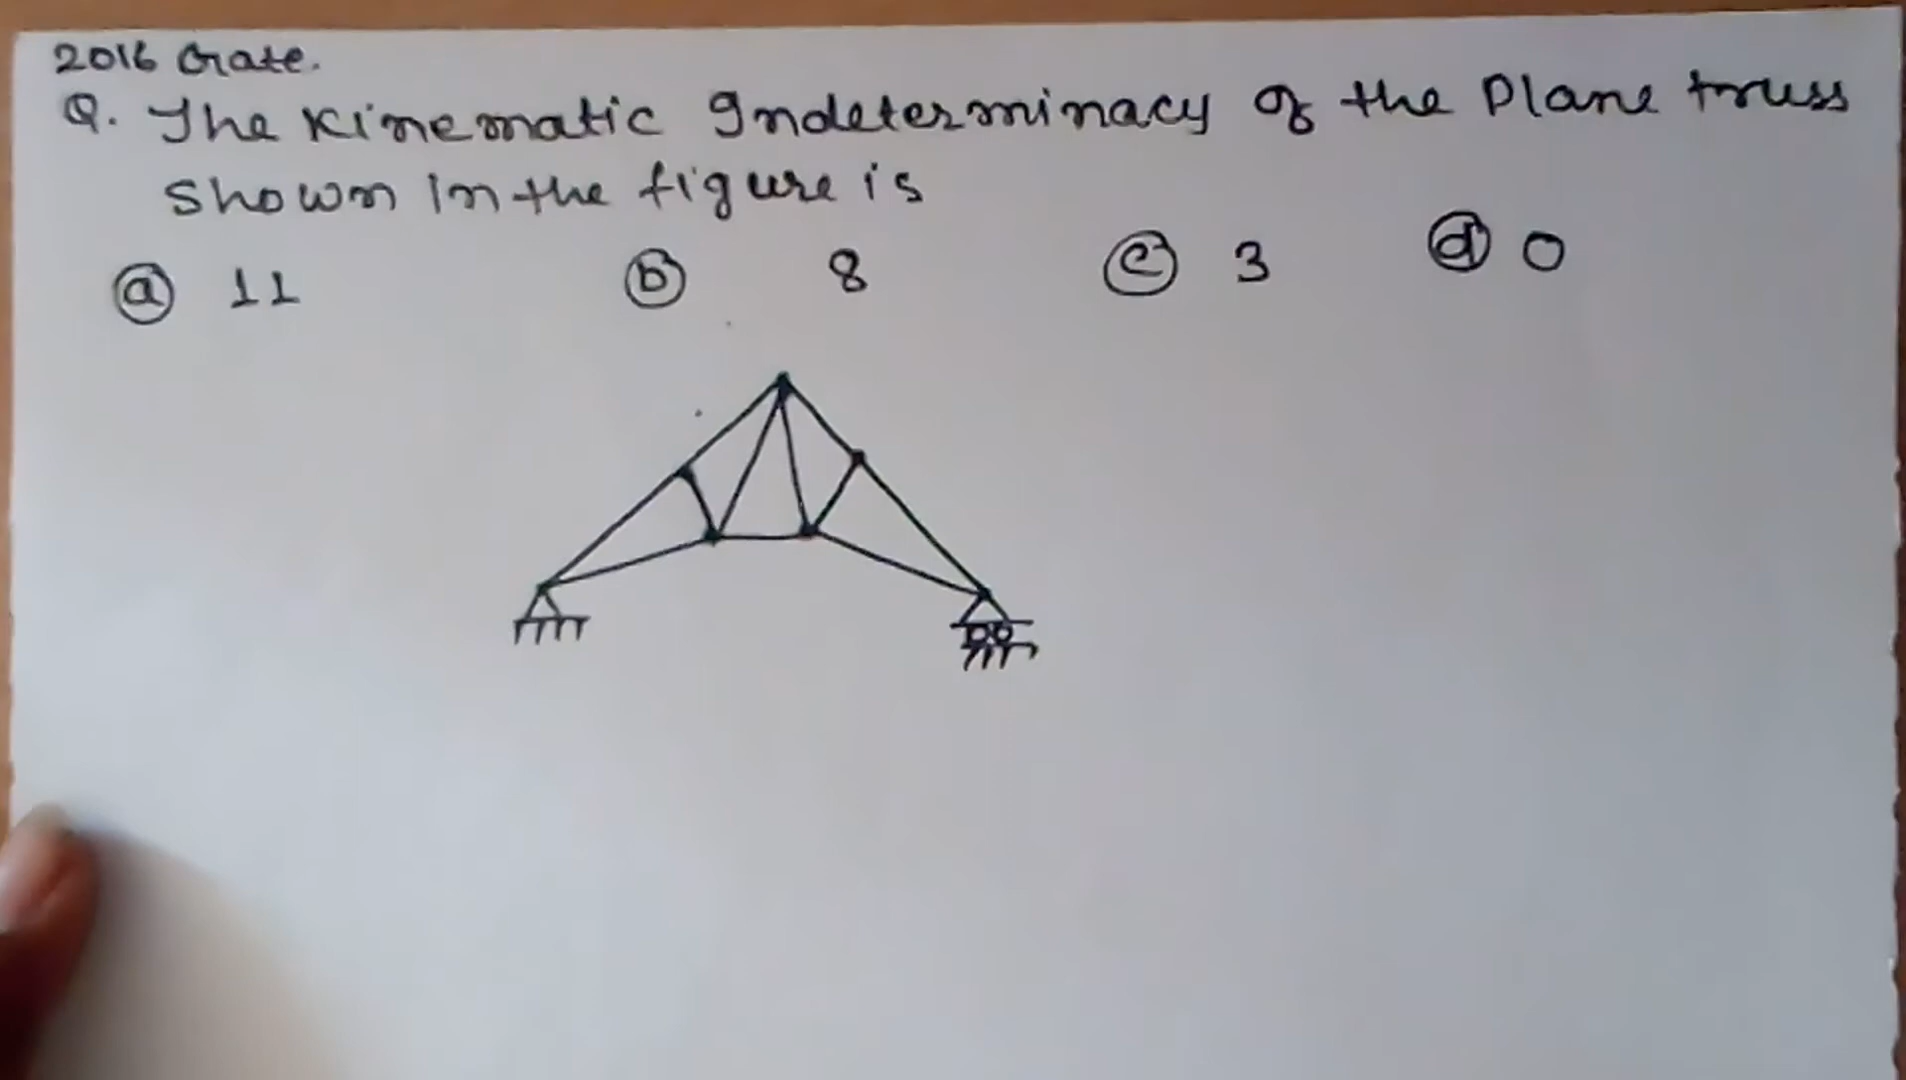 2016 Gate.
Q. The Kinematic Indeterminacy of the Plane truss
shown in the figure is
ⓐ 11 ⓑ 8 ⓒ 3 ⓓ 0